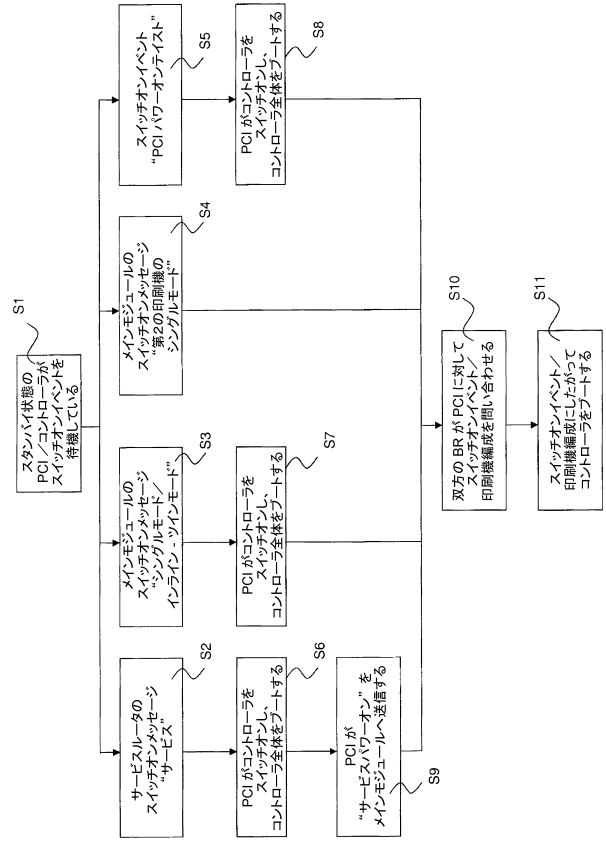 S1
スタンバイ状態の
PCI／コントローラが
スイッチオンイベントを
待機している
S2
サービスルータの
スイッチオンメッセージ
“サービス”
S3
メインモジュールの
スイッチオンメッセージ
“シングルモード／
インライン - ツインモード”
S4
メインモジュールの
スイッチオンメッセージ
“第2の印刷機の
シングルモード”
S5
スイッチオンイベント
“PCI パワーオンテイスト”
S6
PCI がコントローラを
スイッチオンし、
コントローラ全体をブートする
S7
PCI がコントローラを
スイッチオンし、
コントローラ全体をブートする
S8
PCI がコントローラを
スイッチオンし、
コントローラ全体をブートする
S9
PCI が
“サービスパワーオン” を
メインモジュールへ送信する
S10
双方の BR が PCI に対して
スイッチオンイベント／
印刷機編成を問い合わせる
S11
スイッチオンイベント／
印刷機編成にしたがって
コントローラをブートする